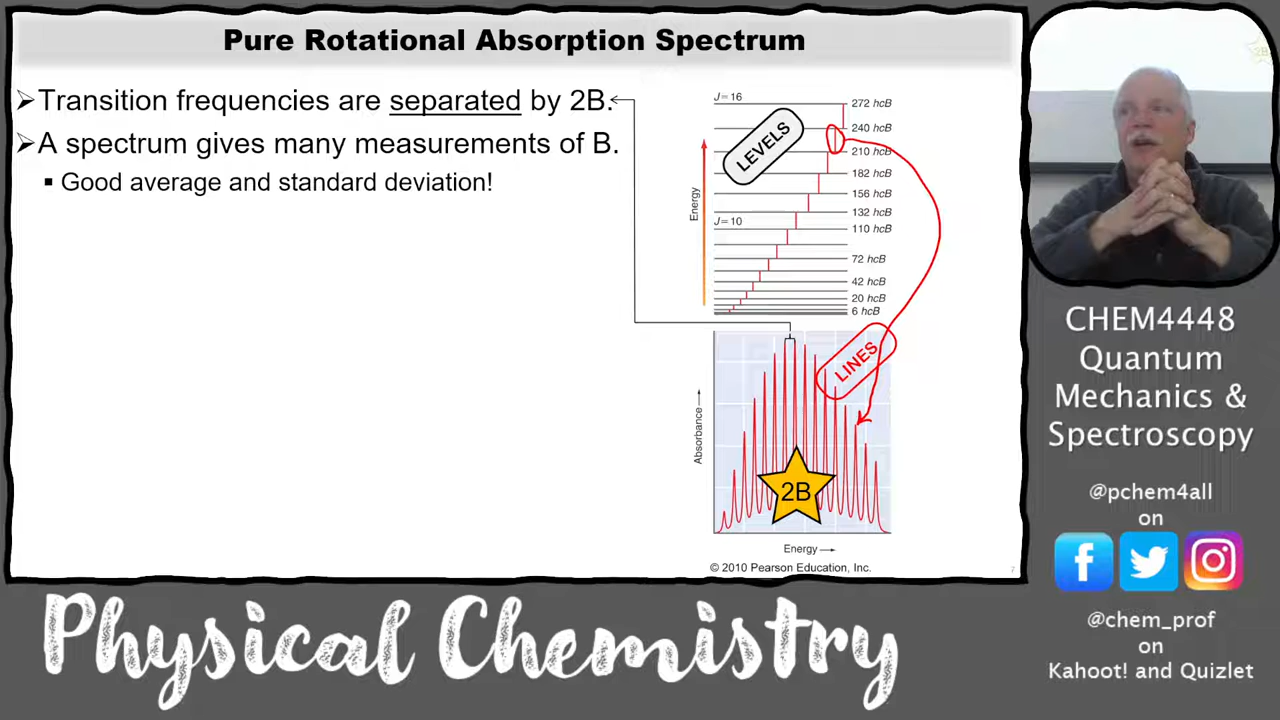 Pure Rotational Absorption Spectrum
➢Transition frequencies are separated by 2B.
➢A spectrum gives many measurements of B.
▪ Good average and standard deviation!
J=16
272 hcB
240 hcB
LEVELS
210 hcB
182 hcB
156 hcB
Energy
132 hcB
J=10
110 hcB
72 hcB
42 hcB
20 hcB
6 hcB
LINES
Absorbance
2B
Energy
© 2010 Pearson Education, Inc.
7
CHEM4448
Quantum
Mechanics &
Spectroscopy
@pchem4all
on
@chem_prof
on
Kahoot! and Quizlet
Physical Chemistry